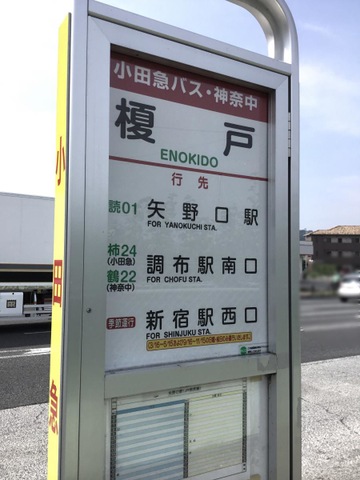 小田急バス・神奈中
榎戸
ENOKIDO
行先
読01 矢野口駅
FOR YANOKUCHI STA.
柿24
(小田急)
鶴22
(神奈中)
調布駅南口
FOR CHOFU STA.
季節運行 新宿駅西口
FOR SHINJUKU STA.
小田急